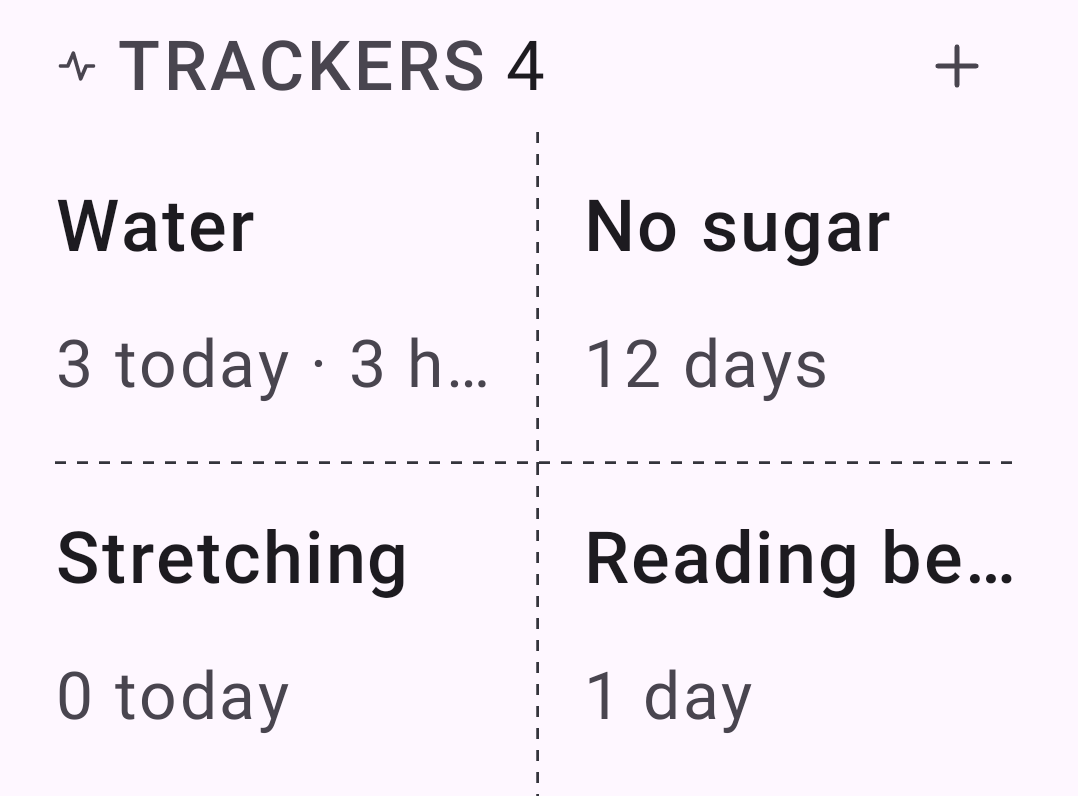 TRACKERS 4
Water
3 today · 3 h…
No sugar
12 days
Stretching
0 today
Reading be…
1 day